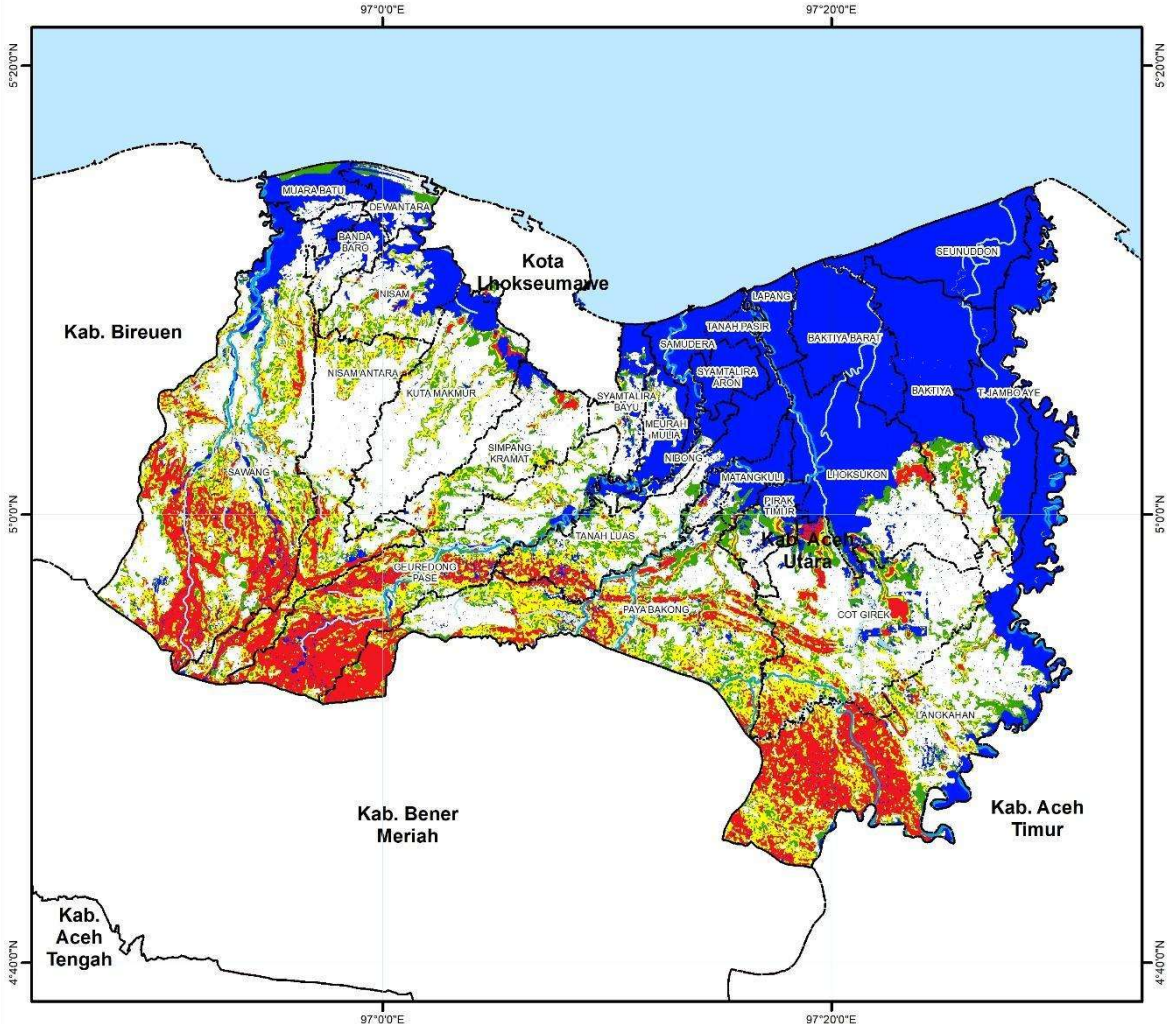 97°0'0"E
97°20'0"E
5°20'0"N
5°20'0"N
MUARA BATU
DEWANTARA
BANDA
BARO
SEUNUDDON
Kota
Lhokseumawe
NISAM
LAPANG
Kab. Bireuen
TANAH PASIR
BAKTIYA BARAT
SAMUDERA
NISAM ANTARA
SYAMTALIRA
ARON
KUTA MAKMUR
BAKTIYA
T. JAMBO AYE
SYAMTALIRA
BAYU
MEURAH
MULIA
SIMPANG
KRAMAT
NIBONG
SAWANG
MATANGKULI
LHOKSUKON
PIRAK
TIMUR
5°0'0"N
5°0'0"N
TANAH LUAS
Kab. Aceh
Utara
GEUREDONG
PASE
PAYA BAKONG
COT GIREK
LANGKAHAN
Kab. Bener
Meriah
Kab. Aceh
Timur
Kab.
Aceh
Tengah
4°40'0"N
4°40'0"N
97°0'0"E
97°20'0"E